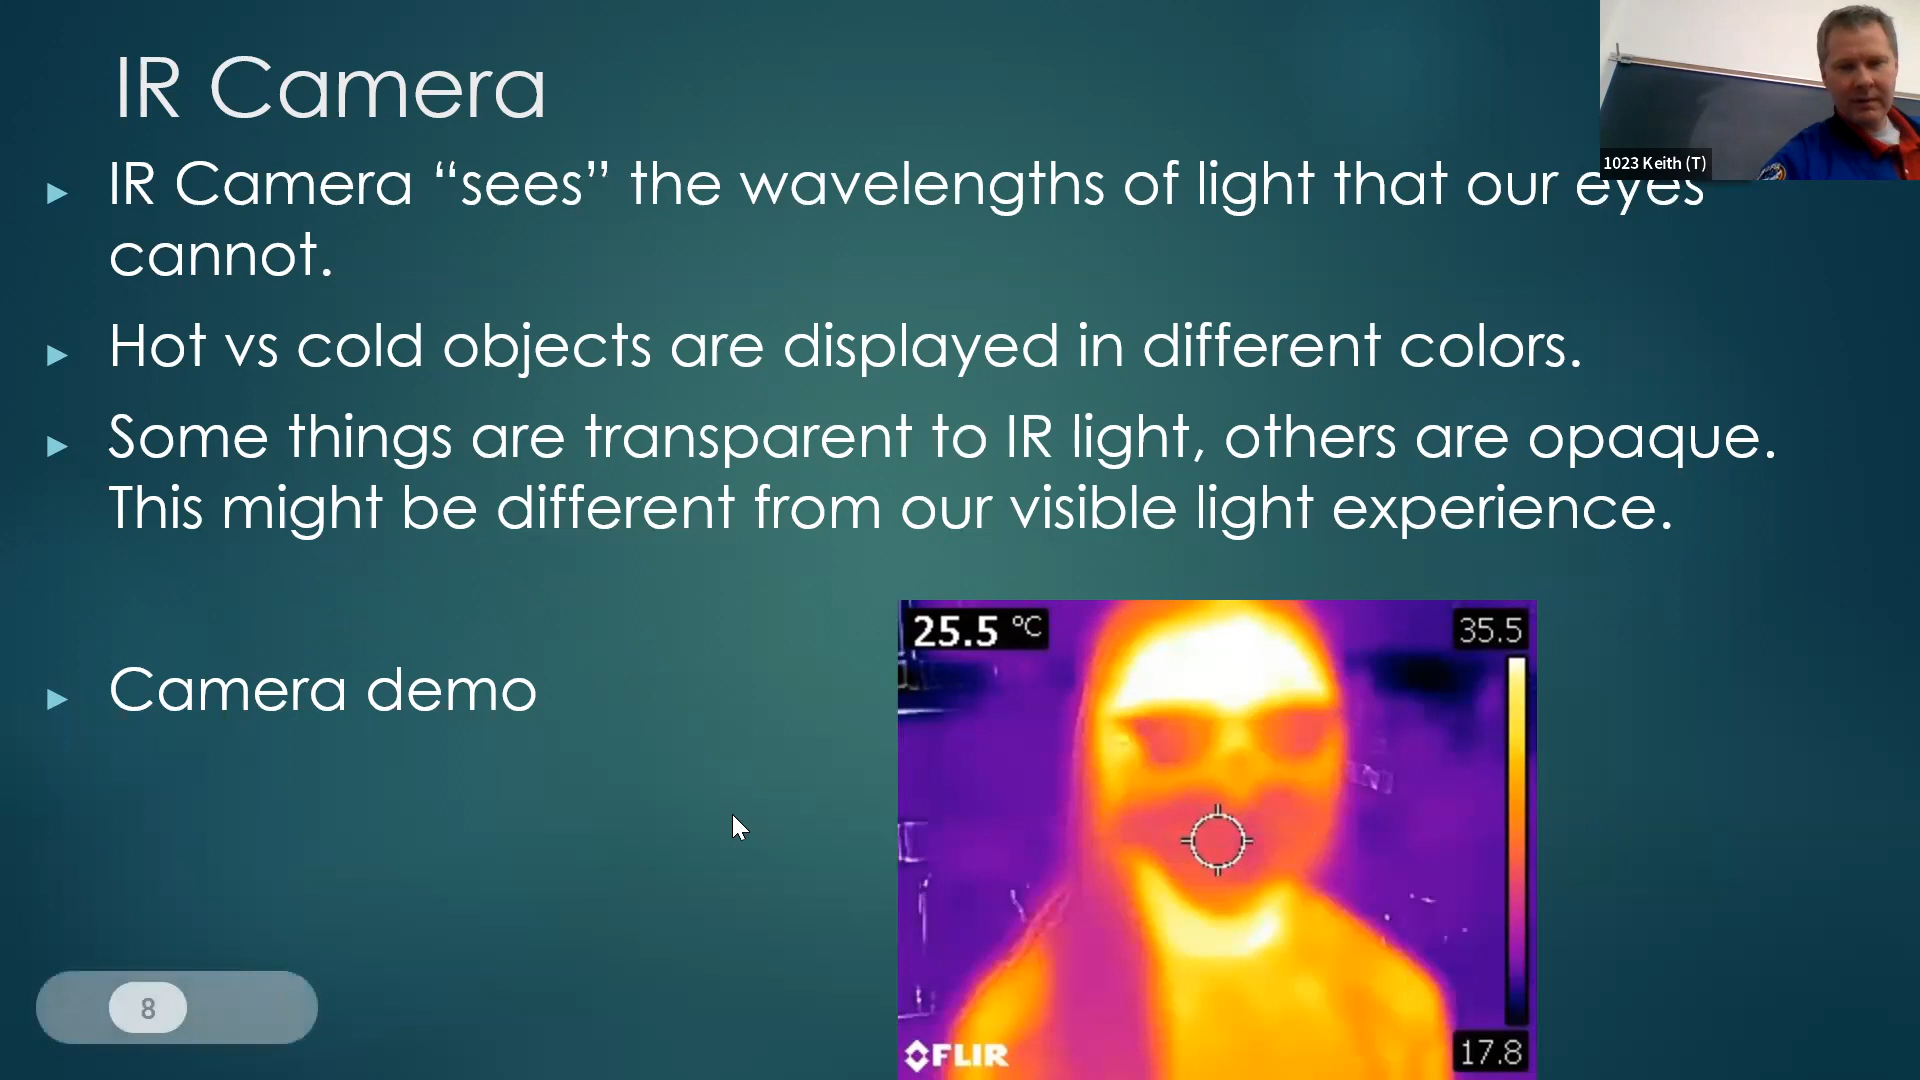 IR Camera
1023 Keith (T)
IR Camera “sees” the wavelengths of light that our eyes
cannot.
Hot vs cold objects are displayed in different colors.
Some things are transparent to IR light, others are opaque.
This might be different from our visible light experience.
Camera demo
25.5 °C
35.5
17.8
FLIR
8